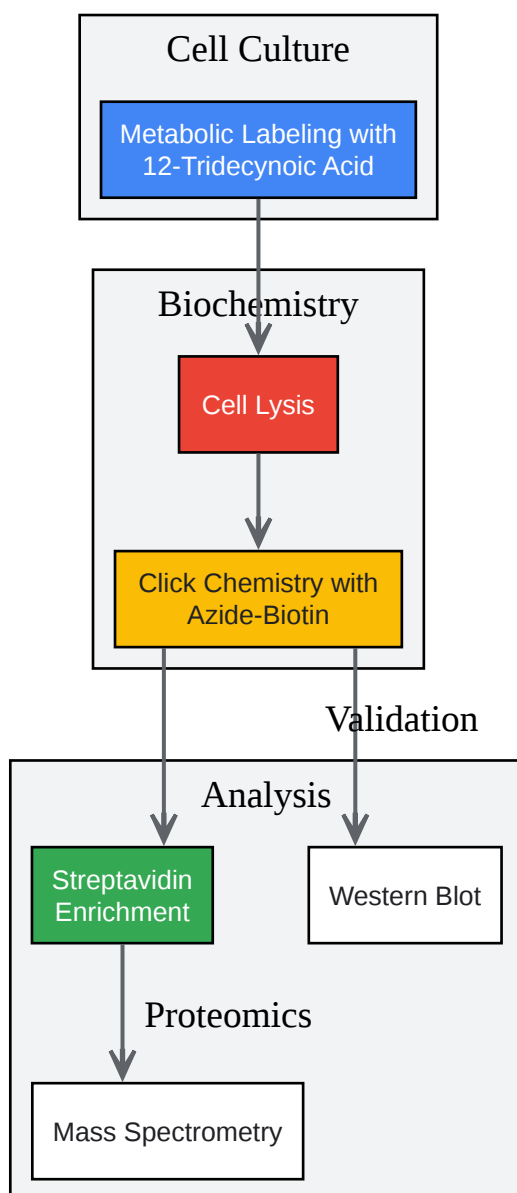 Cell Culture
Metabolic Labeling with
12-Tridecynoic Acid
Biochemistry
Cell Lysis
Click Chemistry with
Azide-Biotin
Validation
Analysis
Streptavidin
Enrichment
Western Blot
Proteomics
Mass Spectrometry